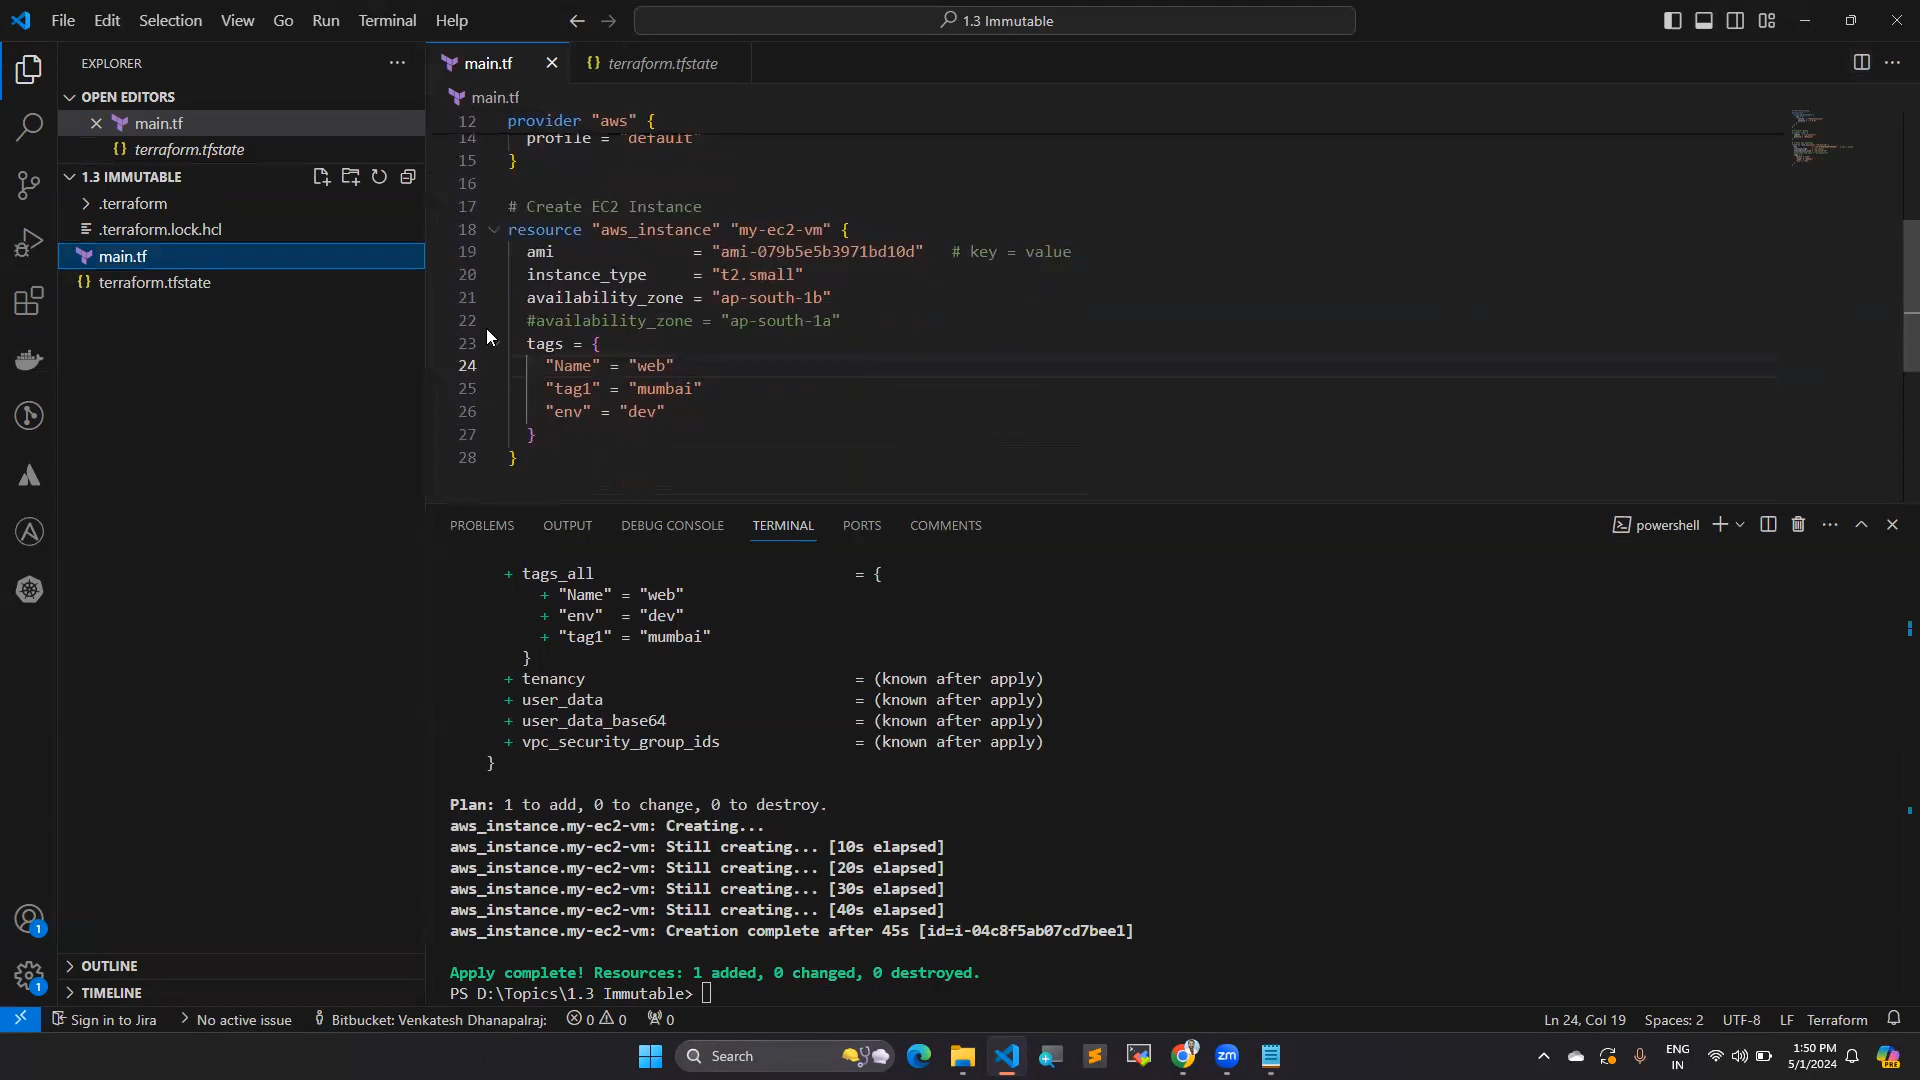 File Edit Selection View Go Run Terminal Help
1.3 Immutable
EXPLORER
OPEN EDITORS
main.tf
terraform.tfstate
1.3 IMMUTABLE
.terraform
.terraform.lock.hcl
main.tf
terraform.tfstate
OUTLINE
TIMELINE
main.tf
terraform.tfstate
main.tf
12 provider "aws" {
14 profile = "default"
15 }
16
17 # Create EC2 Instance
18 resource "aws_instance" "my-ec2-vm" {
19 ami = "ami-079b5e5b3971bd10d" # key = value
20 instance_type = "t2.small"
21 availability_zone = "ap-south-1b"
22 #availability_zone = "ap-south-1a"
23 tags = {
24 "Name" = "web"
25 "tag1" = "mumbai"
26 "env" = "dev"
27 }
28 }
PROBLEMS OUTPUT DEBUG CONSOLE TERMINAL PORTS COMMENTS
powershell
+ tags_all = {
+ "Name" = "web"
+ "env" = "dev"
+ "tag1" = "mumbai"
}
+ tenancy = (known after apply)
+ user_data = (known after apply)
+ user_data_base64 = (known after apply)
+ vpc_security_group_ids = (known after apply)
}
Plan: 1 to add, 0 to change, 0 to destroy.
aws_instance.my-ec2-vm: Creating...
aws_instance.my-ec2-vm: Still creating... [10s elapsed]
aws_instance.my-ec2-vm: Still creating... [20s elapsed]
aws_instance.my-ec2-vm: Still creating... [30s elapsed]
aws_instance.my-ec2-vm: Still creating... [40s elapsed]
aws_instance.my-ec2-vm: Creation complete after 45s [id=i-04c8f5ab07cd7bee1]
Apply complete! Resources: 1 added, 0 changed, 0 destroyed.
PS D:\Topics\1.3 Immutable>
1
1
Sign in to Jira No active issue Bitbucket: Venkatesh Dhanapalraj: 0 0 0
Ln 24, Col 19 Spaces: 2 UTF-8 LF Terraform
Search
zm
ENG
IN
1:50 PM
5/1/2024
PRE